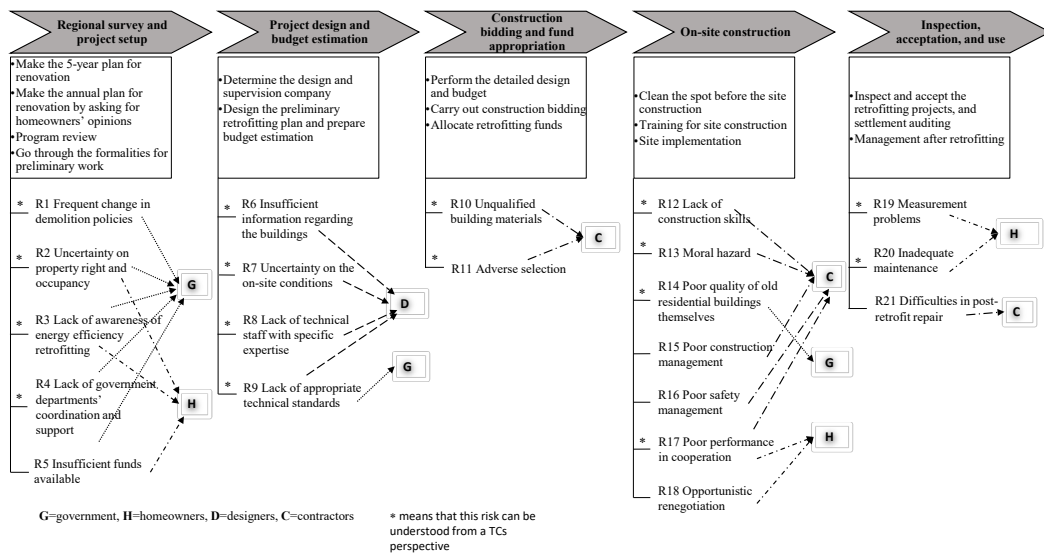 Regional survey and
project setup
•Make the 5-year plan for
renovation
•Make the annual plan for
renovation by asking for
homeowners' opinions
•Program review
•Go through the formalities for
preliminary work
* R1 Frequent change in
demolition policies
* R2 Uncertainty on
property right and
occupancy
* R3 Lack of awareness of
energy efficiency
retrofitting
* R4 Lack of government
departments'
coordination and
support
R5 Insufficient funds
available
G
H
Project design and
budget estimation
•Determine the design and
supervision company
•Design the preliminary
retrofitting plan and prepare
budget estimation
* R6 Insufficient
information regarding
the buildings
* R7 Uncertainty on the
on-site conditions
* R8 Lack of technical
staff with specific
expertise
* R9 Lack of appropriate
technical standards
D
G
Construction
bidding and fund
appropriation
•Perform the detailed design
and budget
•Carry out construction bidding
•Allocate retrofitting funds
* R10 Unqualified
building materials
* R11 Adverse selection
C
On-site construction
•Clean the spot before the site
construction
•Training for site construction
•Site implementation
* R12 Lack of
construction skills
* R13 Moral hazard
* R14 Poor quality of old
residential buildings
themselves
R15 Poor construction
management
R16 Poor safety
management
* R17 Poor performance
in cooperation
R18 Opportunistic
renegotiation
C
G
H
Inspection,
acceptation, and use
•Inspect and accept the
retrofitting projects, and
settlement auditing
•Management after retrofitting
* R19 Measurement
problems
* R20 Inadequate
maintenance
R21 Difficulties in post-
retrofit repair
H
C
G=government, H=homeowners, D=designers, C=contractors
* means that this risk can be
understood from a TCs
perspective